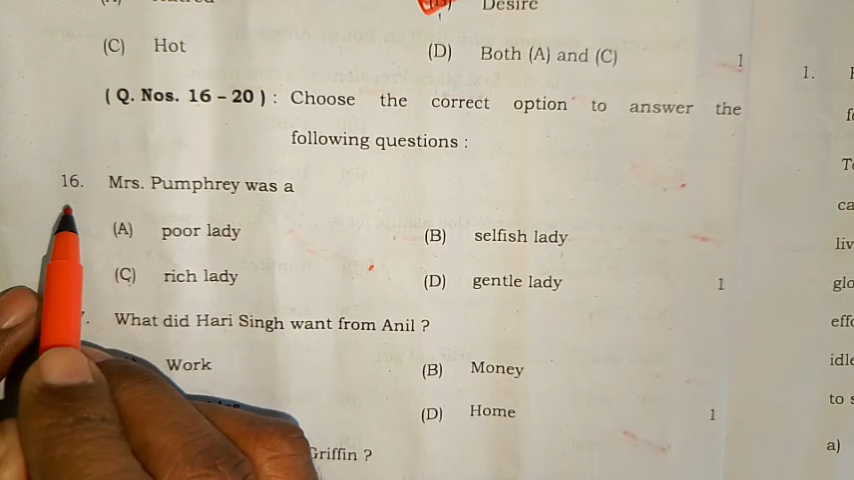 Desire
(C) Hot (D) Both (A) and (C) 1
( Q. Nos. 16 – 20 ) : Choose the correct option to answer the
following questions :
16. Mrs. Pumphrey was a
(A) poor lady (B) selfish lady
(C) rich lady (D) gentle lady 1
What did Hari Singh want from Anil ?
Work (B) Money
(D) Home 1
Griffin ?
1.
a)